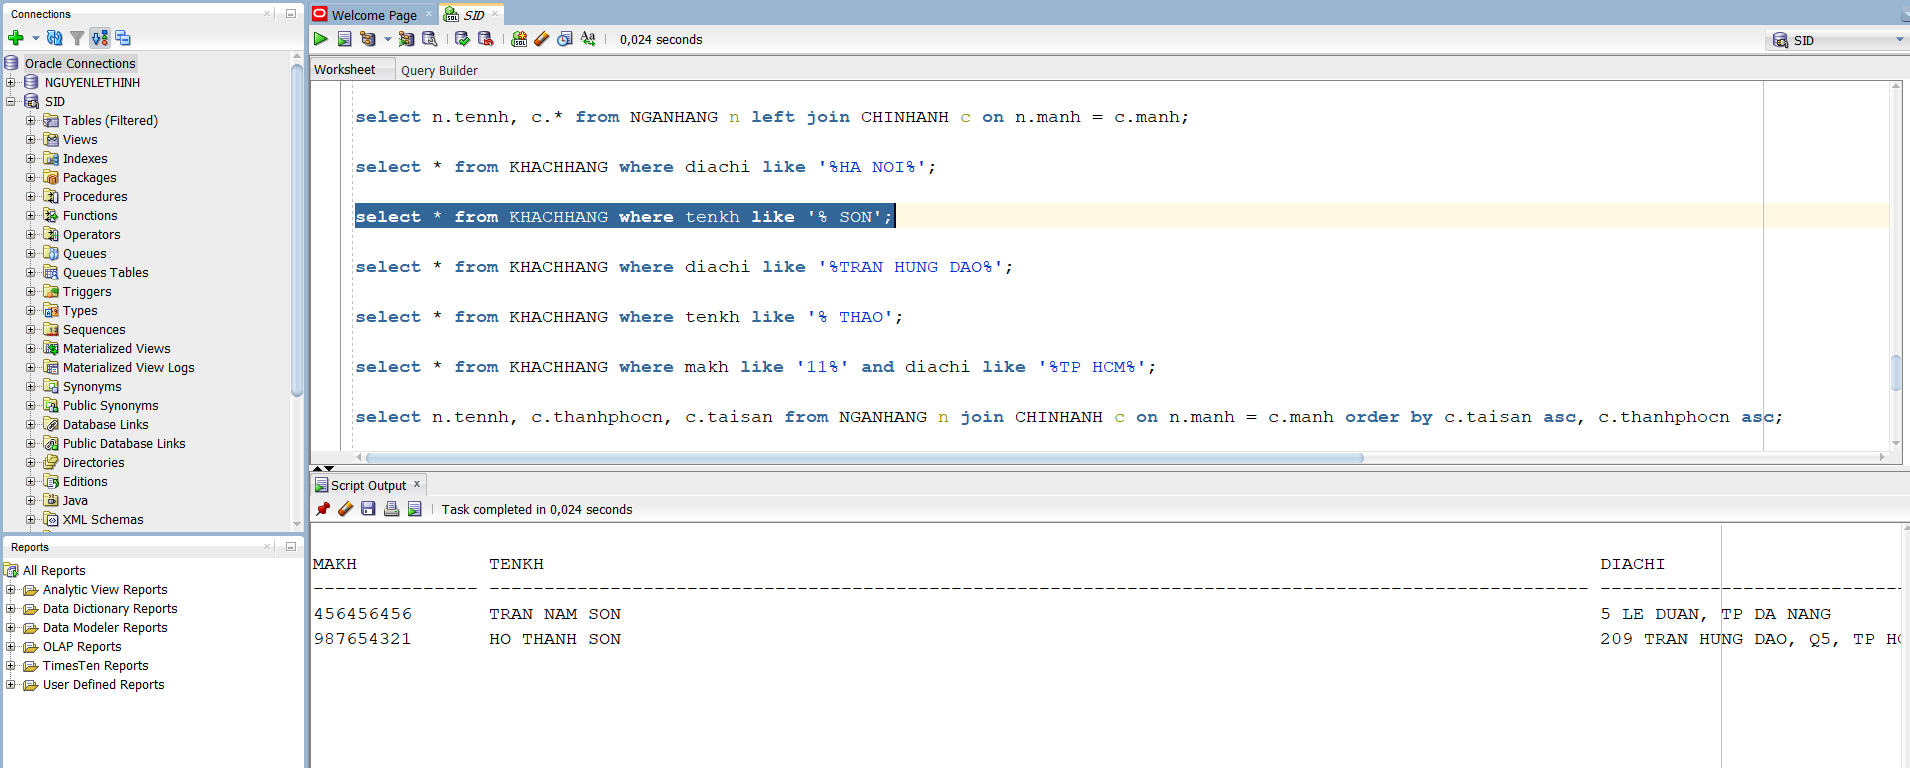 Connections
Oracle Connections
NGUYENLETHINH
SID
Tables (Filtered)
Views
Indexes
Packages
Procedures
Functions
Operators
Queues
Queues Tables
Triggers
Types
Sequences
Materialized Views
Materialized View Logs
Synonyms
Public Synonyms
Database Links
Public Database Links
Directories
Editions
Java
XML Schemas
Reports
All Reports
Analytic View Reports
Data Dictionary Reports
Data Modeler Reports
OLAP Reports
TimesTen Reports
User Defined Reports
Welcome Page
SID
0,024 seconds
SID
Worksheet
Query Builder
select n.tennh, c.* from NGANHANG n left join CHINHANH c on n.manh = c.manh;
select * from KHACHHANG where diachi like '%HA NOI%';
select * from KHACHHANG where tenkh like '% SON';
select * from KHACHHANG where diachi like '%TRAN HUNG DAO%';
select * from KHACHHANG where tenkh like '% THAO';
select * from KHACHHANG where makh like '11%' and diachi like '%TP HCM%';
select n.tennh, c.thanhphocn, c.taisan from NGANHANG n join CHINHANH c on n.manh = c.manh order by c.taisan asc, c.thanhphocn asc;
Script Output
Task completed in 0,024 seconds
MAKH TENKH DIACHI
456456456 TRAN NAM SON 5 LE DUAN, TP DA NANG
987654321 HO THANH SON 209 TRAN HUNG DAO, Q5, TP